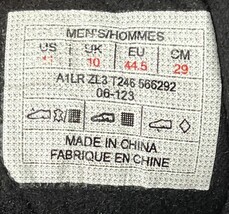 MEN'S/HOMMES
US UK EU CM
11 10 44.5 29
A1LR ZL3 T246 566292
06-123
MADE IN CHINA
FABRIQUE EN CHINE